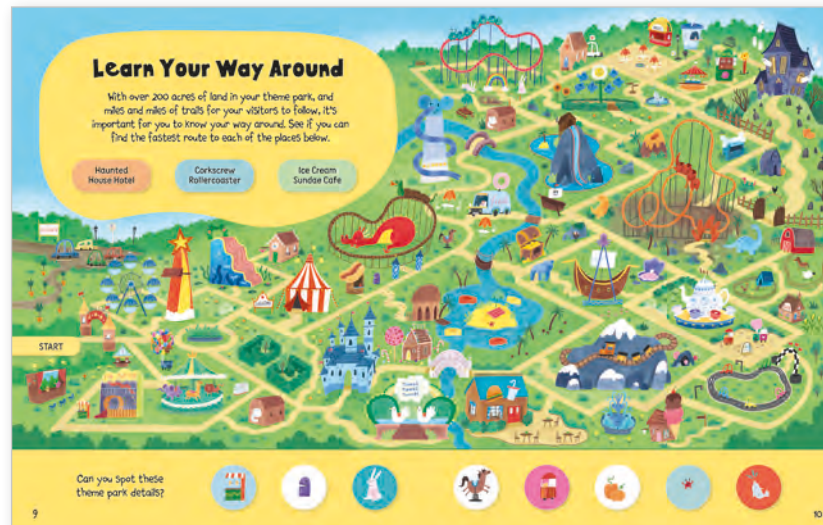 Learn Your Way Around
With over 200 acres of land in your theme park, and
miles and miles of trails for your visitors to follow, it's
important for you to know your way around. See if you can
find the fastest route to each of the places below.
Haunted
House Hotel
Corkscrew
Rollercoaster
Ice Cream
Sundae Cafe
START
Can you spot these
theme park details?
9
10